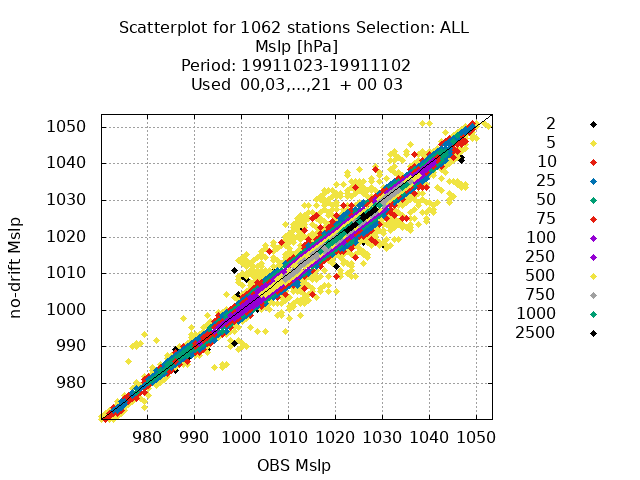 Scatterplot for 1062 stations Selection: ALL
Mslp [hPa]
Period: 19911023-19911102
Used 00,03,...,21 + 00 03
no-drift Mslp
1050
1040
1030
1020
1010
1000
990
980
980 990 1000 1010 1020 1030 1040 1050
OBS Mslp
2
5
10
25
50
75
100
250
500
750
1000
2500